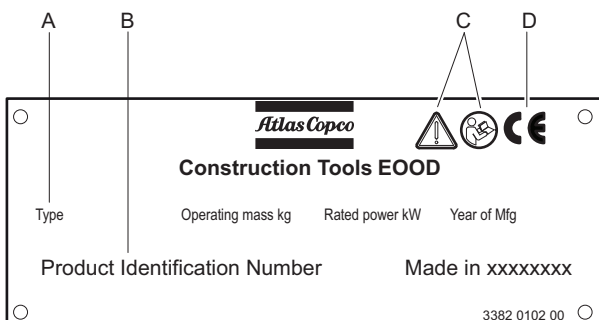 A B C D
Atlas Copco
CE
Construction Tools EOOD
Type Operating mass kg Rated power kW Year of Mfg
Product Identification Number Made in xxxxxxxx
3382 0102 00